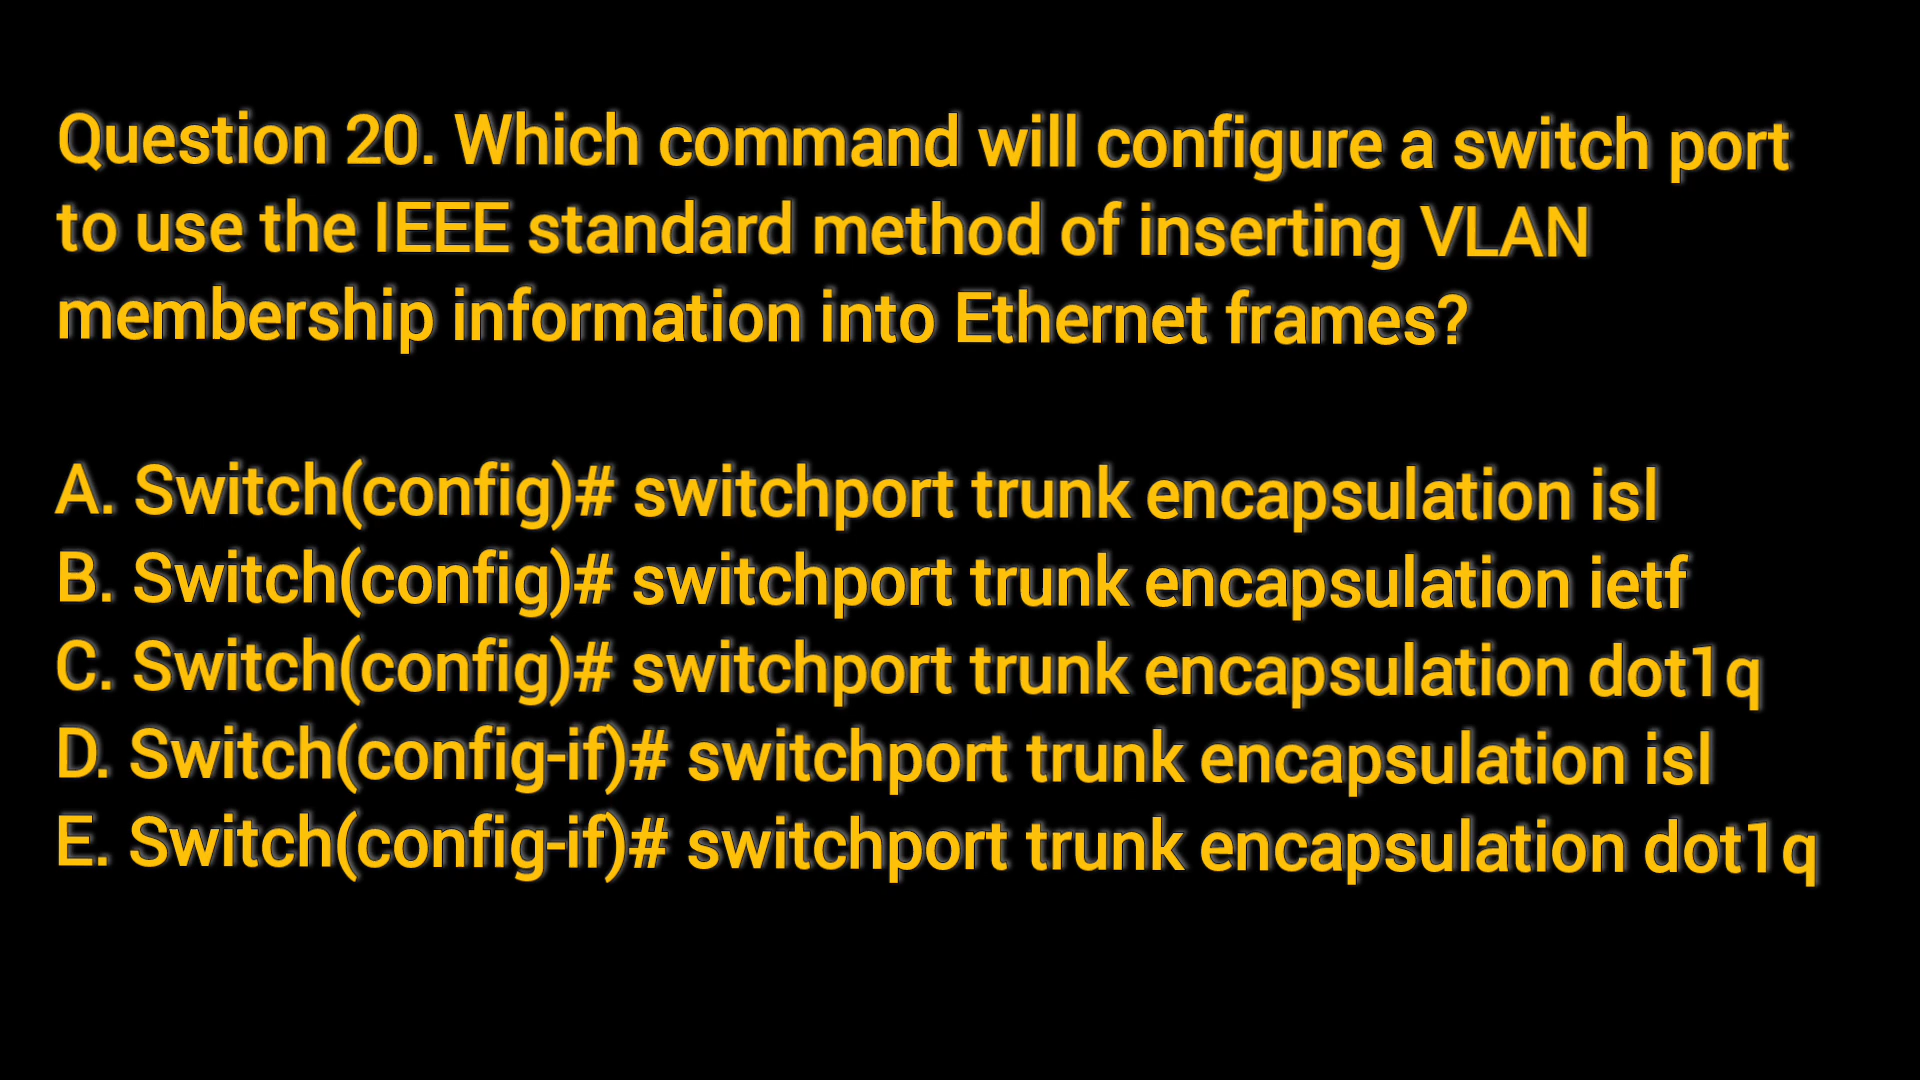 Question 20. Which command will configure a switch port
to use the IEEE standard method of inserting VLAN
membership information into Ethernet frames?
A. Switch(config)# switchport trunk encapsulation isl
B. Switch(config)# switchport trunk encapsulation ietf
C. Switch(config)# switchport trunk encapsulation dot1q
D. Switch(config-if)# switchport trunk encapsulation isl
E. Switch(config-if)# switchport trunk encapsulation dot1q